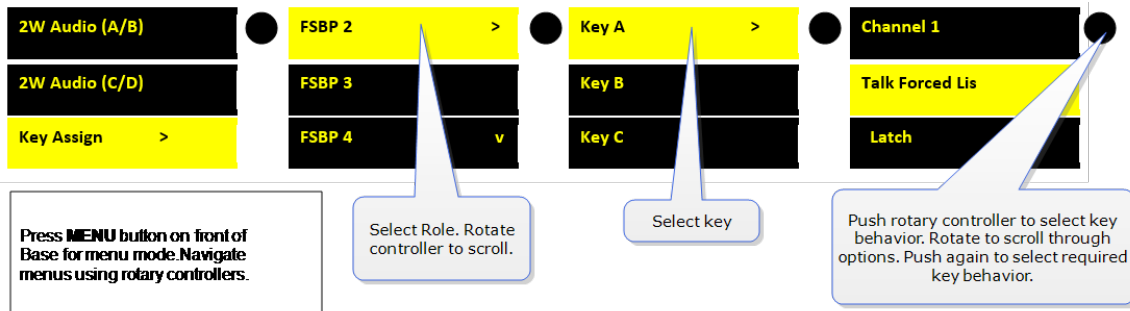 2W Audio (A/B)
2W Audio (C/D)
Key Assign >
FSBP 2 >
FSBP 3
FSBP 4 v
Key A >
Key B
Key C
Channel 1
Talk Forced Lis
Latch
Press MENU button on front of
Base for menu mode.Navigate
menus using rotary controllers.
Select Role. Rotate
controller to scroll.
Select key
Push rotary controller to select key
behavior. Rotate to scroll through
options. Push again to select required
key behavior.